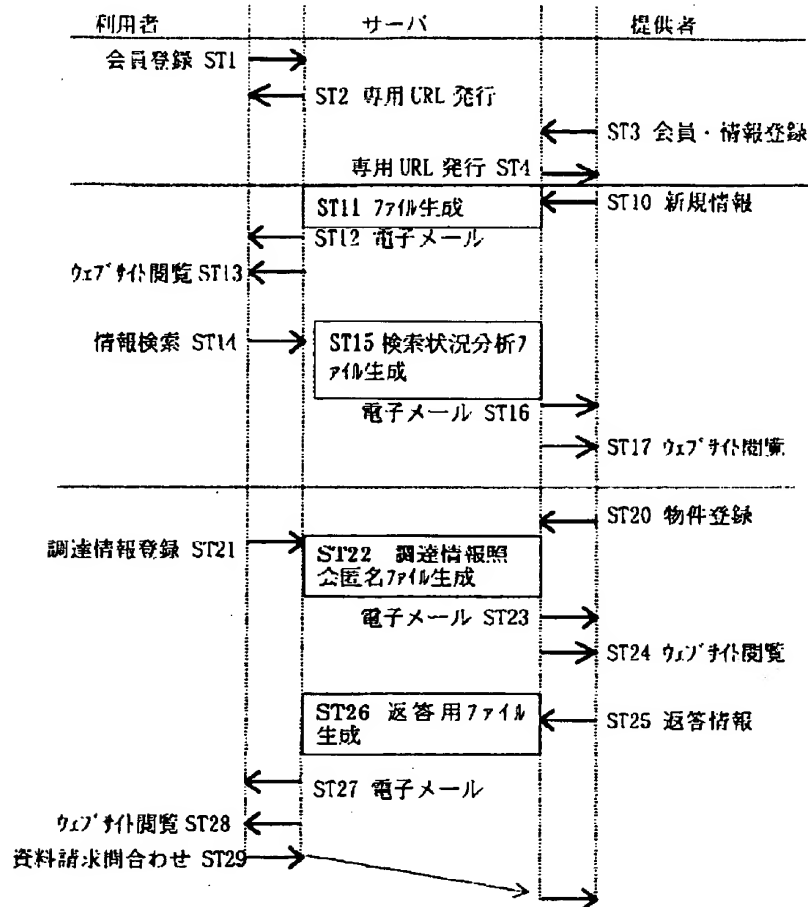 利用者 サーバ 提供者
会員登録 ST1
ST2 専用URL発行
ST3 会員・情報登録
専用URL発行 ST4
ST11 ファイル生成
ST10 新規情報
ST12 電子メール
ウェブサイト閲覧 ST13
情報検索 ST14
ST15 検索状況分析フ
ァイル生成
電子メール ST16
ST17 ウェブサイト閲覧
ST20 物件登録
調達情報登録 ST21
ST22 調達情報照
会匿名ファイル生成
電子メール ST23
ST24 ウェブサイト閲覧
ST26 返答用ファイル
生成
ST25 返答情報
ST27 電子メール
ウェブサイト閲覧 ST28
資料請求問合わせ ST29